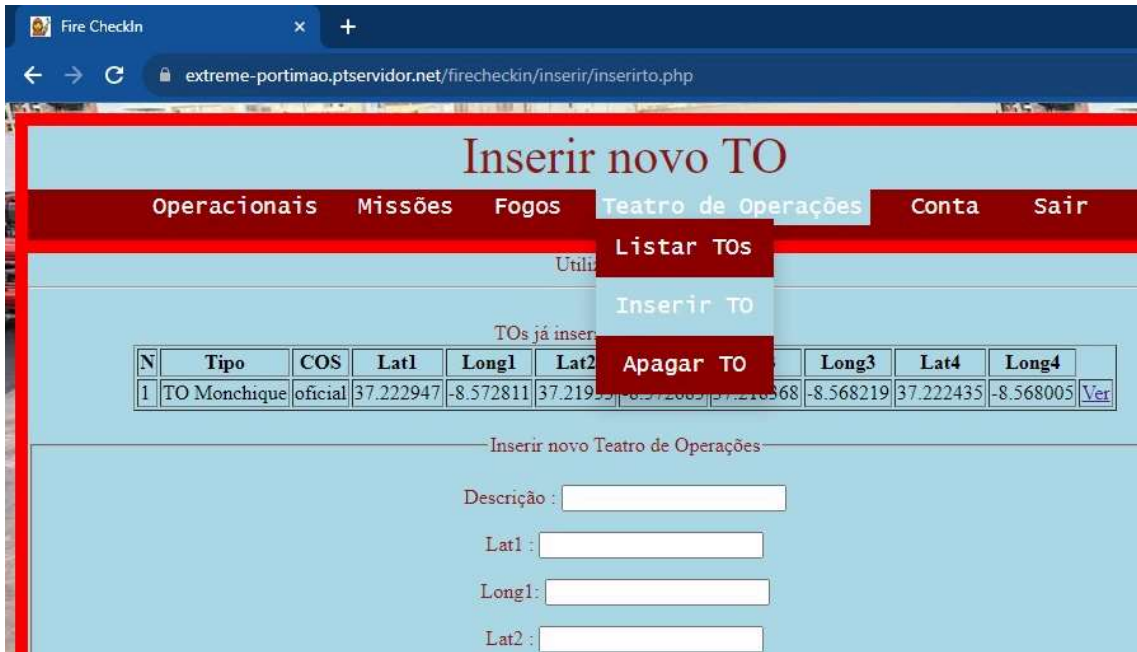 Fire CheckIn
extreme-portimao.ptservidor.net/firecheckin/inserir/inserirto.php
Inserir novo TO
Operacionais Missões Fogos Teatro de Operações Conta Sair
Listar TOs
Inserir TO
Apagar TO
TOs já
N Tipo COS Lat1 Long1 Lat2 Long3 Lat4 Long4
1 TO Monchique oficial 37.222947 -8.572811 -8.568219 37.222435 -8.568005 Ver
Inserir novo Teatro de Operações
Descrição :
Lat1 :
Long1:
Lat2 :